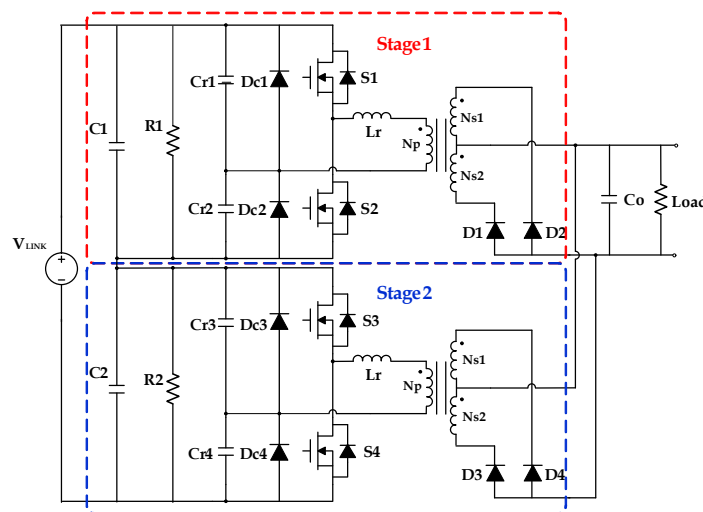 Stage1
Cr1 Dc1 S1
C1 R1 Lr Np Ns1
Ns2
Cr2 Dc2 S2
D1 D2
Co Load
VLINK
+
−
Stage2
Cr3 Dc3 S3
C2 R2 Lr Np Ns1
Ns2
Cr4 Dc4 S4
D3 D4